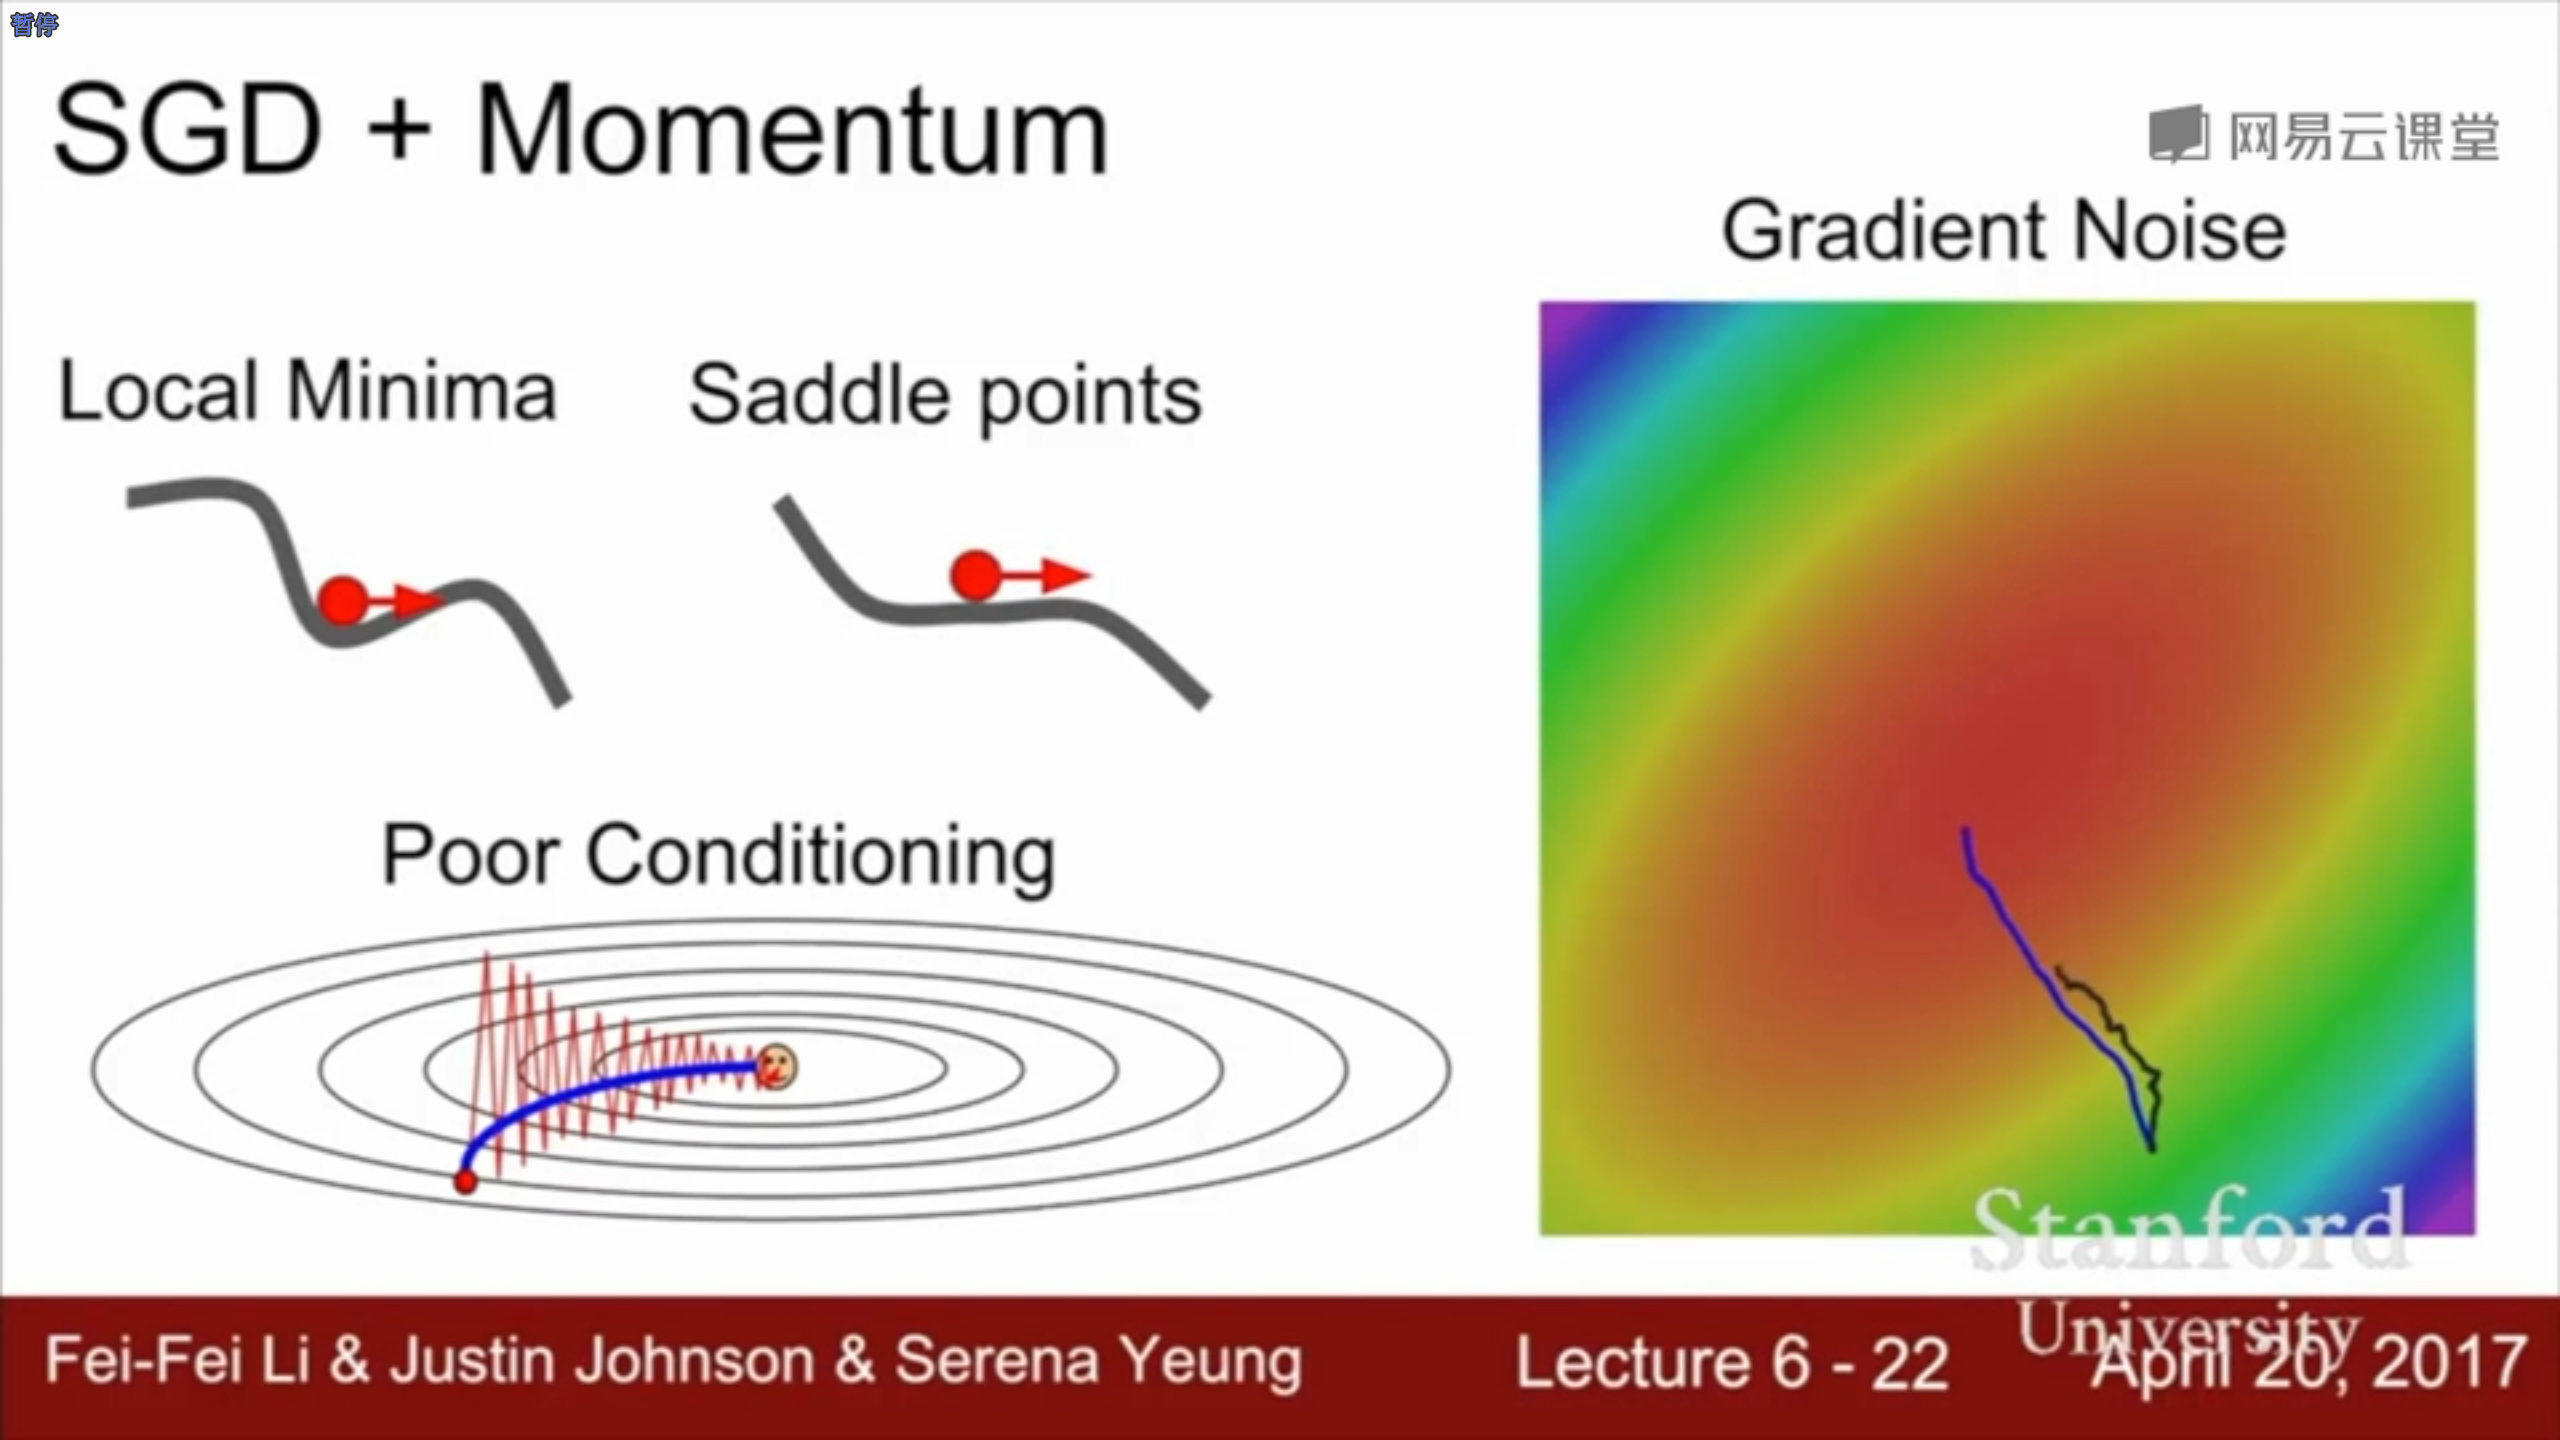 暂停
SGD + Momentum
网易云课堂
Gradient Noise
Local Minima
Saddle points
Poor Conditioning
Stanford
University
Fei-Fei Li & Justin Johnson & Serena Yeung
Lecture 6 - 22
April 20, 2017